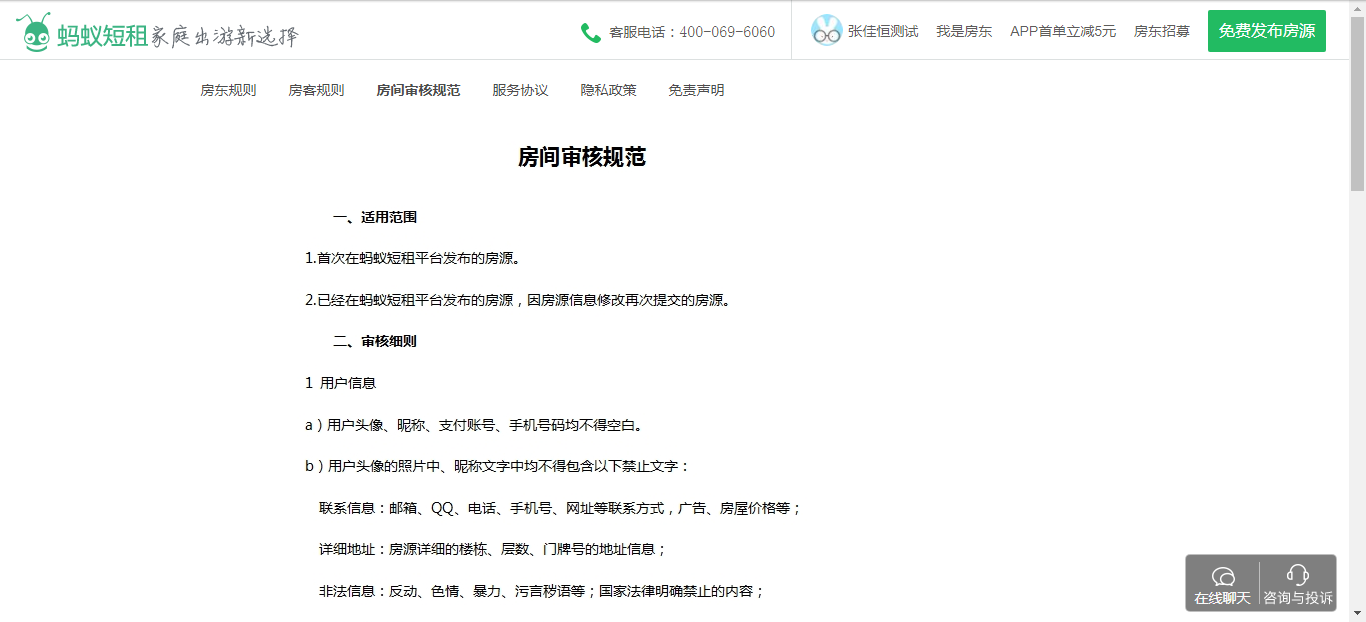 蚂蚁短租家庭出游新选择
客服电话：400-069-6060
张佳恒测试 我是房东 APP首单立减5元 房东招募 免费发布房源
房东规则 房客规则 房间审核规范 服务协议 隐私政策 免责声明
房间审核规范
一、适用范围
1.首次在蚂蚁短租平台发布的房源。
2.已经在蚂蚁短租平台发布的房源，因房源信息修改再次提交的房源。
二、审核细则
1 用户信息
a）用户头像、昵称、支付账号、手机号码均不得空白。
b）用户头像的照片中、昵称文字中均不得包含以下禁止文字：
联系信息：邮箱、QQ、电话、手机号、网址等联系方式，广告、房屋价格等；
详细地址：房源详细的楼栋、层数、门牌号的地址信息；
非法信息：反动、色情、暴力、污言秽语等；国家法律明确禁止的内容；
在线聊天 咨询与投诉